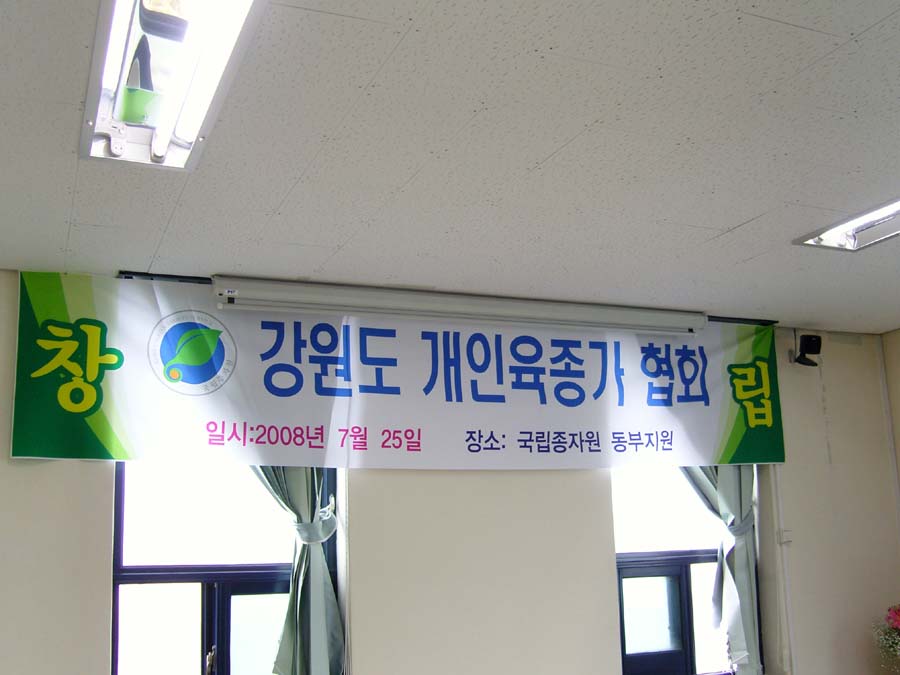 창 강원도 개인육종가 협회 립
일시:2008년 7월 25일 장소: 국립종자원 동부지원